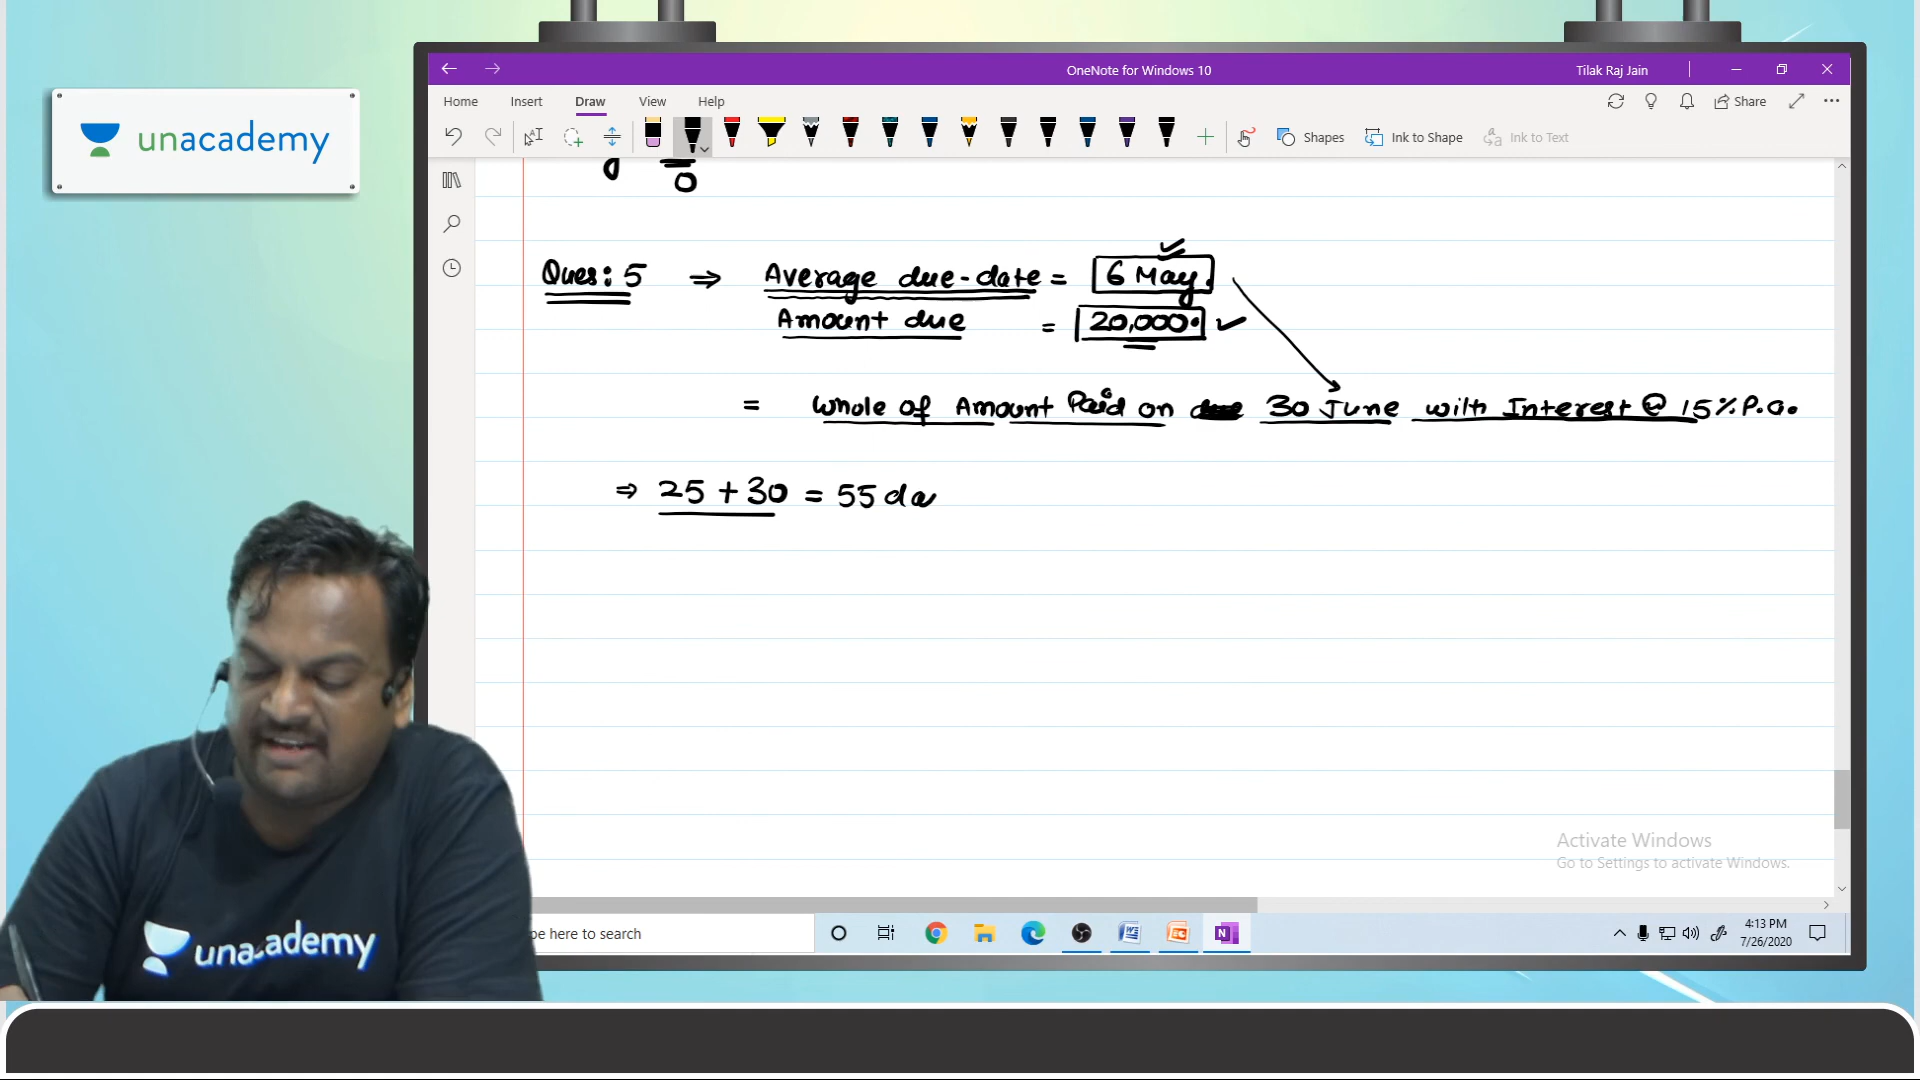 OneNote for Windows 10
Tilak Raj Jain
Home Insert Draw View Help
Share
Shapes
Ink to Shape
Ink to Text
unacademy
0
Ques: 5 ⇒ Average due-date = 6 May.
Amount due = 20,000.
= Whole of Amount Paid on 30 June with Interest @ 15% P.a.
⇒ 25 + 30 = 55 da
Activate Windows
Go to Settings to activate Windows.
unacademy
pe here to search
4:13 PM
7/26/2020